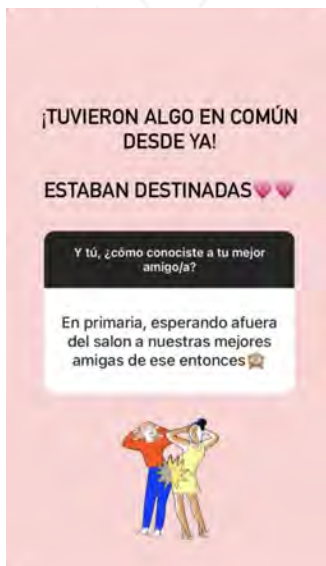 ¡TUVIERON ALGO EN COMÚN
DESDE YA!
ESTABAN DESTINADAS💗💗
Y tú, ¿cómo conociste a tu mejor
amigo/a?
En primaria, esperando afuera
del salon a nuestras mejores
amigas de ese entonces🙈